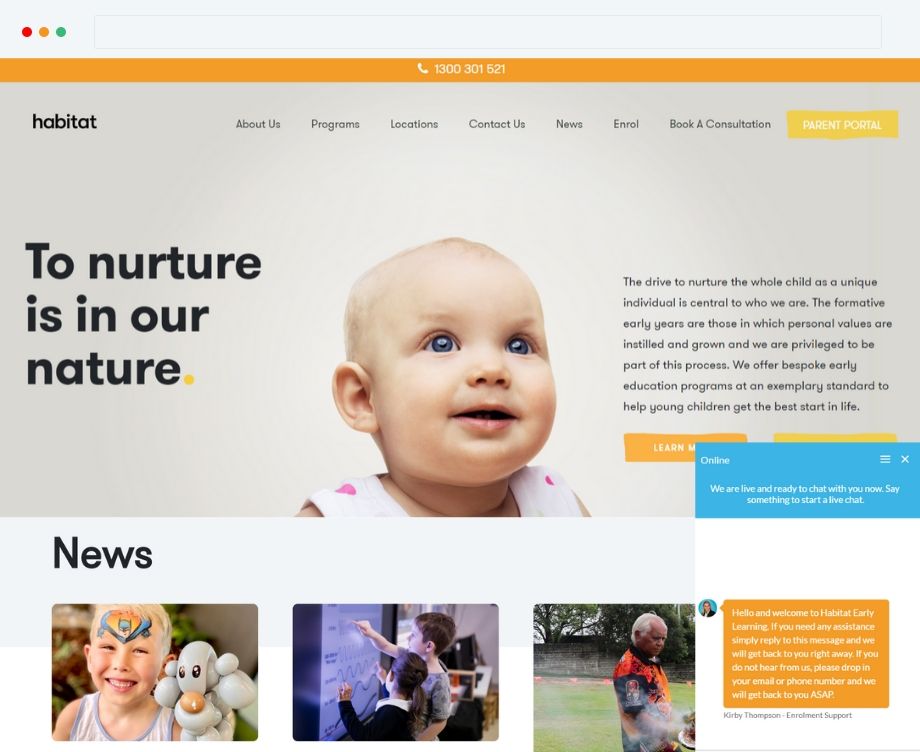 1300 301 521
habitat
About Us Programs Locations Contact Us News Enrol Book A Consultation PARENT PORTAL
To nurture
is in our
nature.
The drive to nurture the whole child as a unique
individual is central to who we are. The formative
early years are those in which personal values are
instilled and grown and we are privileged to be
part of this process. We offer bespoke early
education programs at an exemplary standard to
help young children get the best start in life.
LEARN
Online
We are live and ready to chat with you now. Say
something to start a live chat.
News
Hello and welcome to Habitat Early
Learning. If you need any assistance
simply reply to this message and we
will get back to you right away. If you
do not hear from us, please drop in
your email or phone number and we
will get back to you ASAP.
Kirby Thompson - Enrolment Support